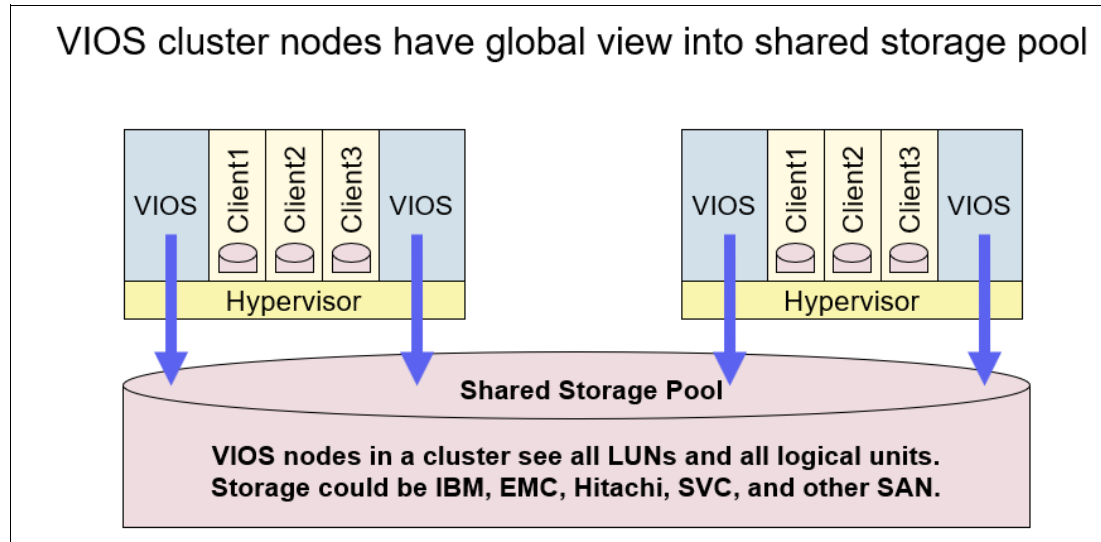 VIOS cluster nodes have global view into shared storage pool
VIOS
Client1
Client2
Client3
VIOS
Hypervisor
VIOS
Client1
Client2
Client3
VIOS
Hypervisor
Shared Storage Pool
VIOS nodes in a cluster see all LUNs and all logical units.
Storage could be IBM, EMC, Hitachi, SVC, and other SAN.